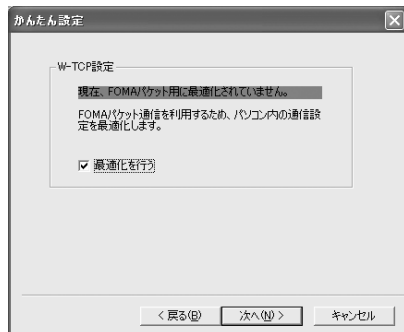 かんたん設定
W-TCP設定
現在、FOMAパケット用に最適化されていません。
FOMAパケット通信を利用するため、パソコン内の通信設
定を最適化します。
最適化を行う
< 戻る(B)
次へ(N) >
キャンセル